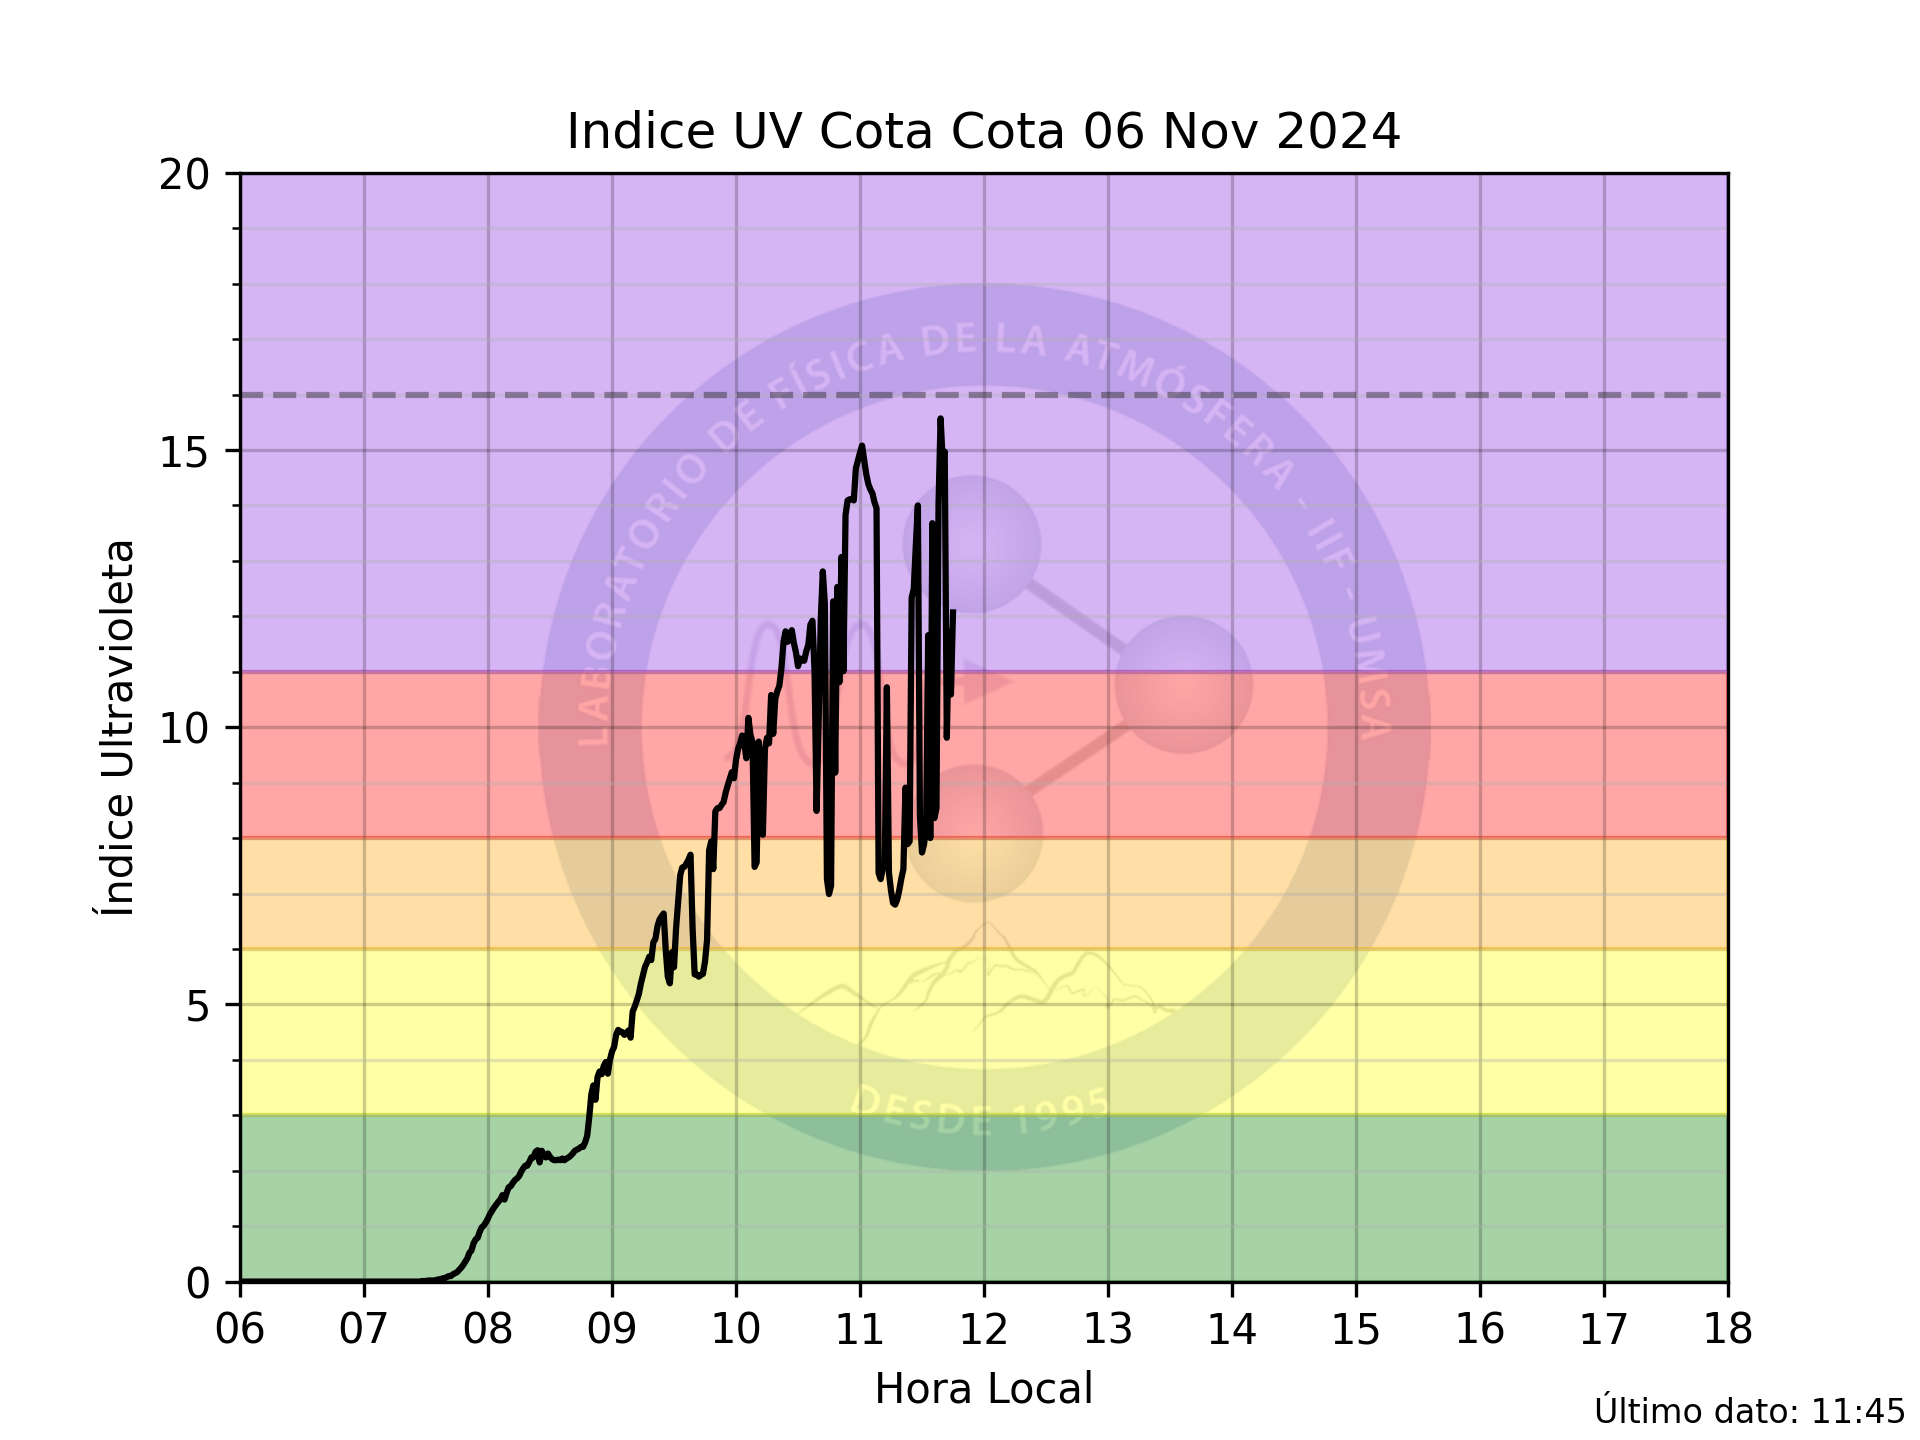 Indice UV Cota Cota 06 Nov 2024
20
15
10
5
0
Índice Ultravioleta
LABORATORIO DE FÍSICA DE LA ATMÓSFERA - IIF - UMSA
DESDE 1995
06 07 08 09 10 11 12 13 14 15 16 17 18
Hora Local
Último dato: 11:45